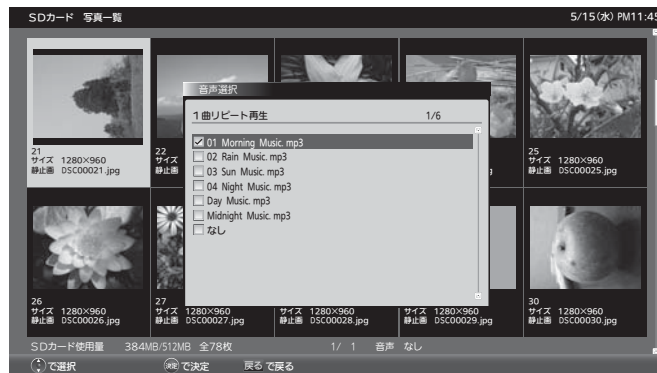 SDカード 写真一覧
5/15(水) PM11:45
音声選択
1曲リピート再生 1/6
01 Morning Music.mp3
02 Rain Music.mp3
03 Sun Music.mp3
04 Night Music.mp3
Day Music.mp3
Midnight Music.mp3
なし
21
サイズ 1280×960
静止画 DSC00021.jpg
22
サイズ
静止画
25
サイズ 1280×960
静止画 DSC00025.jpg
26
サイズ 1280×960
静止画 DSC00026.jpg
27
サイズ 1280×960
静止画 DSC00027.jpg
サイズ 1280×960
静止画 DSC00028.jpg
サイズ 1280×960
静止画 DSC00029.jpg
30
サイズ 1280×960
静止画 DSC00030.jpg
SDカード使用量 384MB/512MB 全78枚 1/ 1 音声 なし
で選択 決定 で決定 戻る で戻る